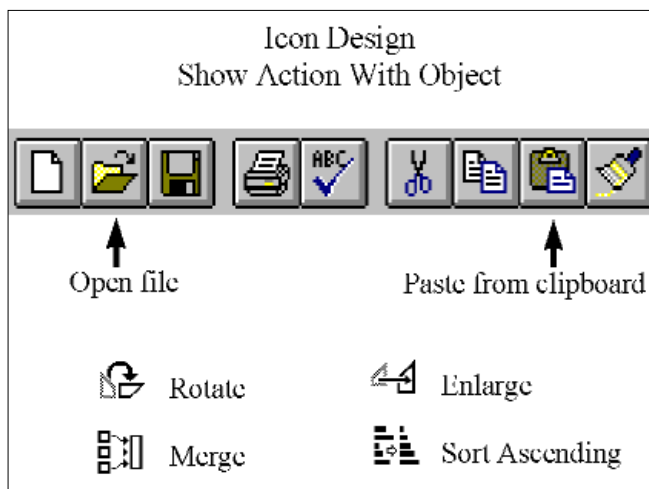 Icon Design
Show Action With Object
ABC
Open file
Paste from clipboard
Rotate
Enlarge
Merge
Sort Ascending